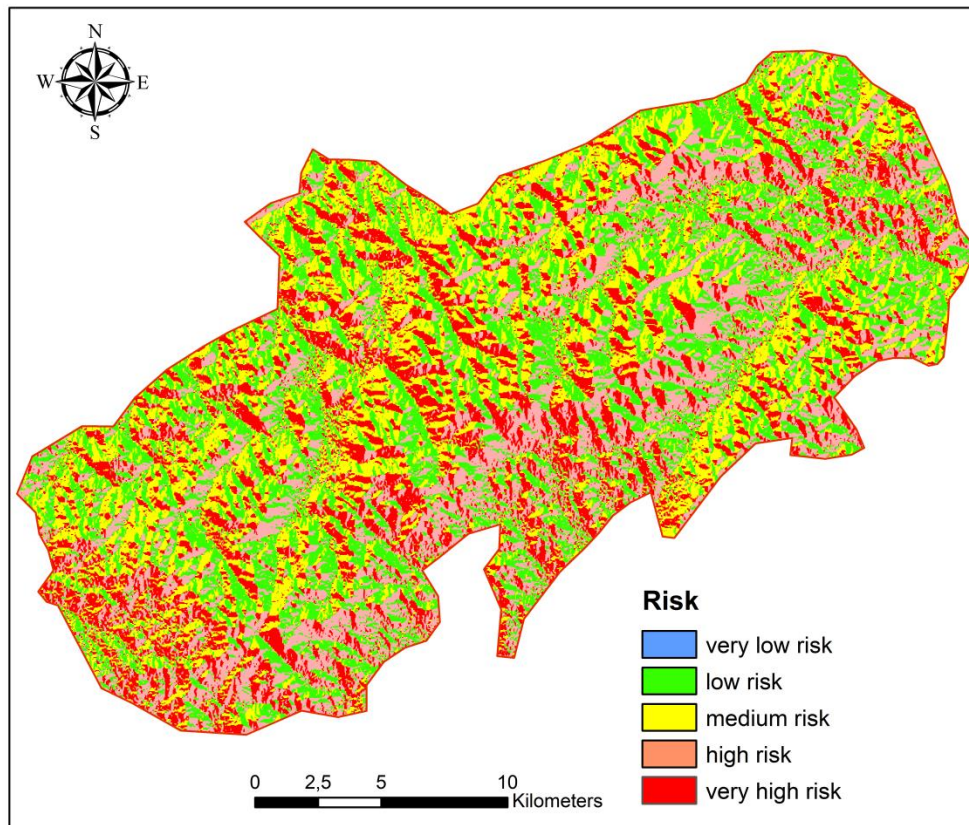 N
W E
S
Risk
very low risk
low risk
medium risk
high risk
very high risk
0 2,5 5 10
Kilometers